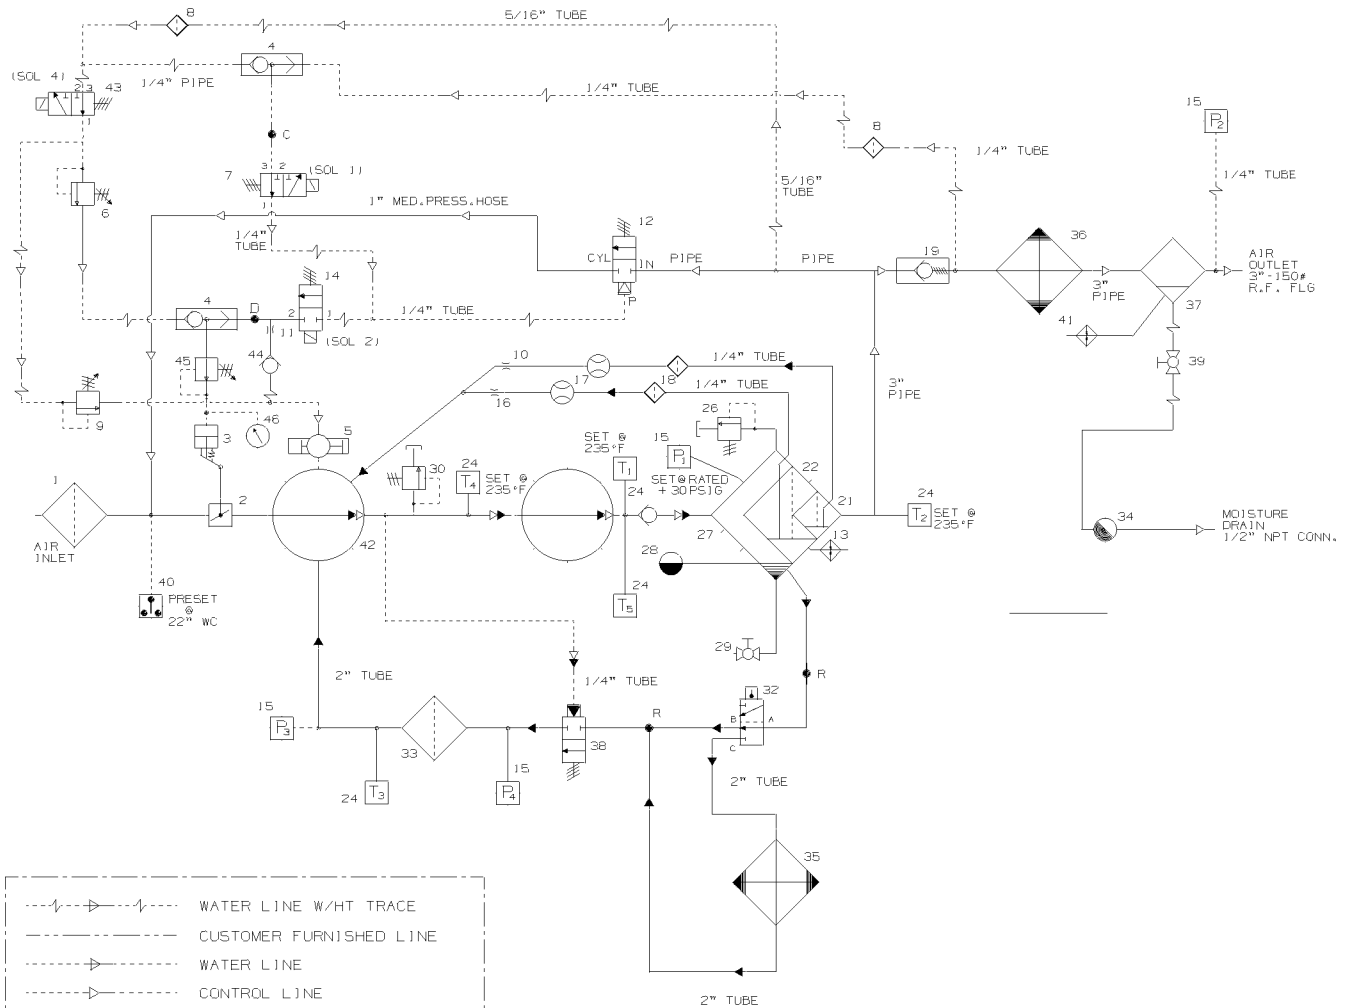 8
5/16" TUBE
4
(SOL 4)
2 3
43
1/4" PIPE
1
1/4" TUBE
15
P2
C
8
1/4" TUBE
1/4" TUBE
3 2
(SOL 1)
7
1
5/16"
TUBE
6
1" MED.PRESS.HOSE
12
1/4"
TUBE
CYL
IN
PIPE
PIPE
19
36
AIR
OUTLET
3"-150#
R.F. FLG
3"
PIPE
37
14
P
4
D
2
1
1/4" TUBE
(SOL 2)
41
39
45
44
10
1/4" TUBE
17
18
1/4" TUBE
3"
PIPE
9
16
46
26
3
5
SET @
235°F
15
P1
30
24
T4
SET @
235°F
T1
SET@RATED
+30PSIG
22
1
24
21
24
2
T2
SET @
235°F
MOISTURE
DRAIN
1/2" NPT CONN.
34
AIR
INLET
42
27
13
28
40
24
PRESET
@
22" WC
T5
29
R
2" TUBE
1/4" TUBE
32
15
P3
R
B
A
C
33
38
15
2" TUBE
24
T3
P4
35
WATER LINE W/HT TRACE
CUSTOMER FURNISHED LINE
WATER LINE
CONTROL LINE
2" TUBE